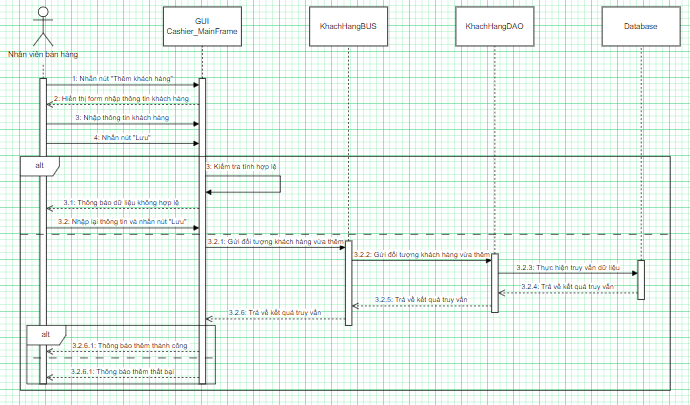 GUI
Cashier_MainFrame
KhachHangBUS
KhachHangDAO
Database
Nhân viên bán hàng
1: Nhấn nút "Thêm khách hàng"
2: Hiển thị form nhập thông tin khách hàng
3: Nhập thông tin khách hàng
4: Nhấn nút "Lưu"
alt
3: Kiểm tra tính hợp lệ
3.1: Thông báo dữ liệu không hợp lệ
3.2: Nhập lại thông tin và nhấn nút "Lưu"
3.2.1: Gửi đối tượng khách hàng vừa thêm
3.2.2: Gửi đối tượng khách hàng vừa thêm
3.2.3: Thực hiện truy vấn dữ liệu
3.2.4: Trả về kết quả truy vấn
3.2.5: Trả về kết quả truy vấn
3.2.6: Trả về kết quả truy vấn
alt
3.2.6.1: Thông báo thêm thành công
3.2.6.1: Thông báo thêm thất bại